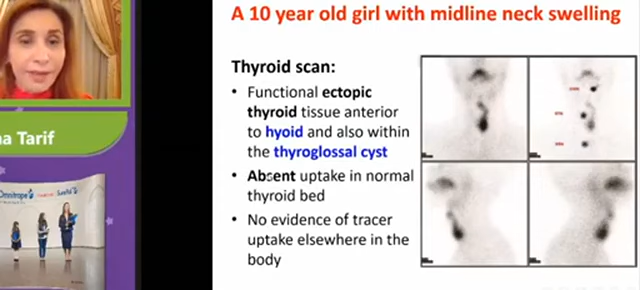 A 10 year old girl with midline neck swelling
Thyroid scan:
• Functional ectopic
thyroid tissue anterior
to hyoid and also within
the thyroglossal cyst
• Absent uptake in normal
thyroid bed
• No evidence of tracer
uptake elsewhere in the
body
a Tarif
Omnitrope